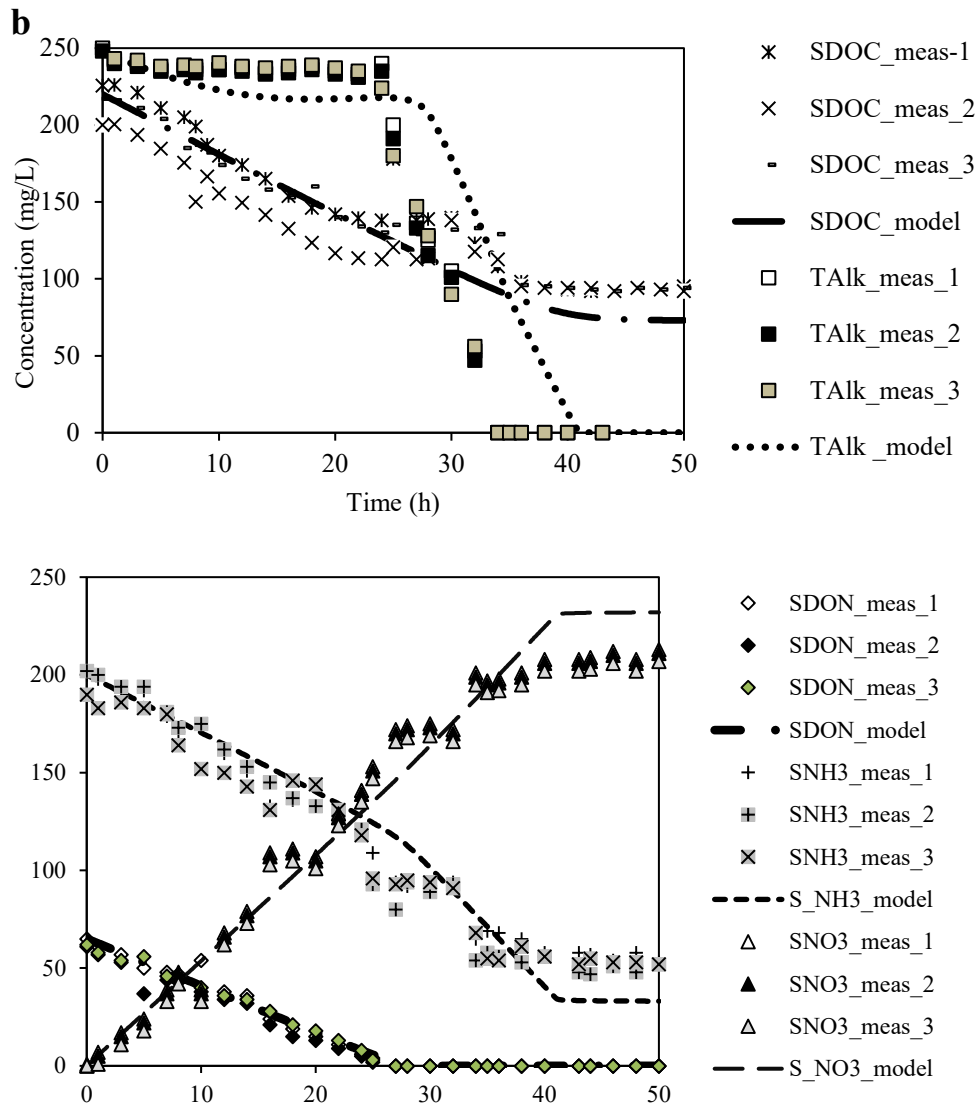 b
250
200
150
100
50
0
Concentration (mg/L)
0 10 20 30 40 50
Time (h)
SDOC_meas-1
SDOC_meas_2
SDOC_meas_3
SDOC_model
TAlk_meas_1
TAlk_meas_2
TAlk_meas_3
TAlk _model
250
200
150
100
50
0
0 10 20 30 40 50
SDON_meas_1
SDON_meas_2
SDON_meas_3
SDON_model
SNH3_meas_1
SNH3_meas_2
SNH3_meas_3
S_NH3_model
SNO3_meas_1
SNO3_meas_2
SNO3_meas_3
S_NO3_model